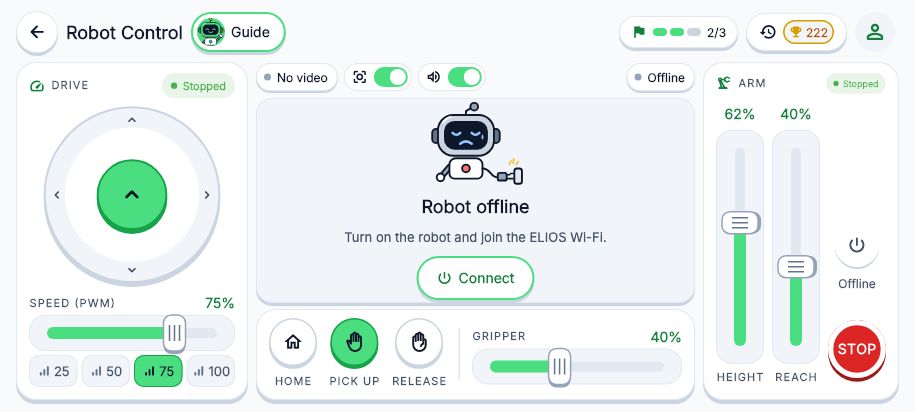 Robot Control
Guide
2/3
222
DRIVE
Stopped
No video
Offline
ARM
Stopped
62%
40%
Robot offline
Turn on the robot and join the ELIOS Wi-Fi.
Connect
Offline
SPEED (PWM)
75%
25
50
75
100
HOME
PICK UP
RELEASE
GRIPPER
40%
STOP
HEIGHT
REACH